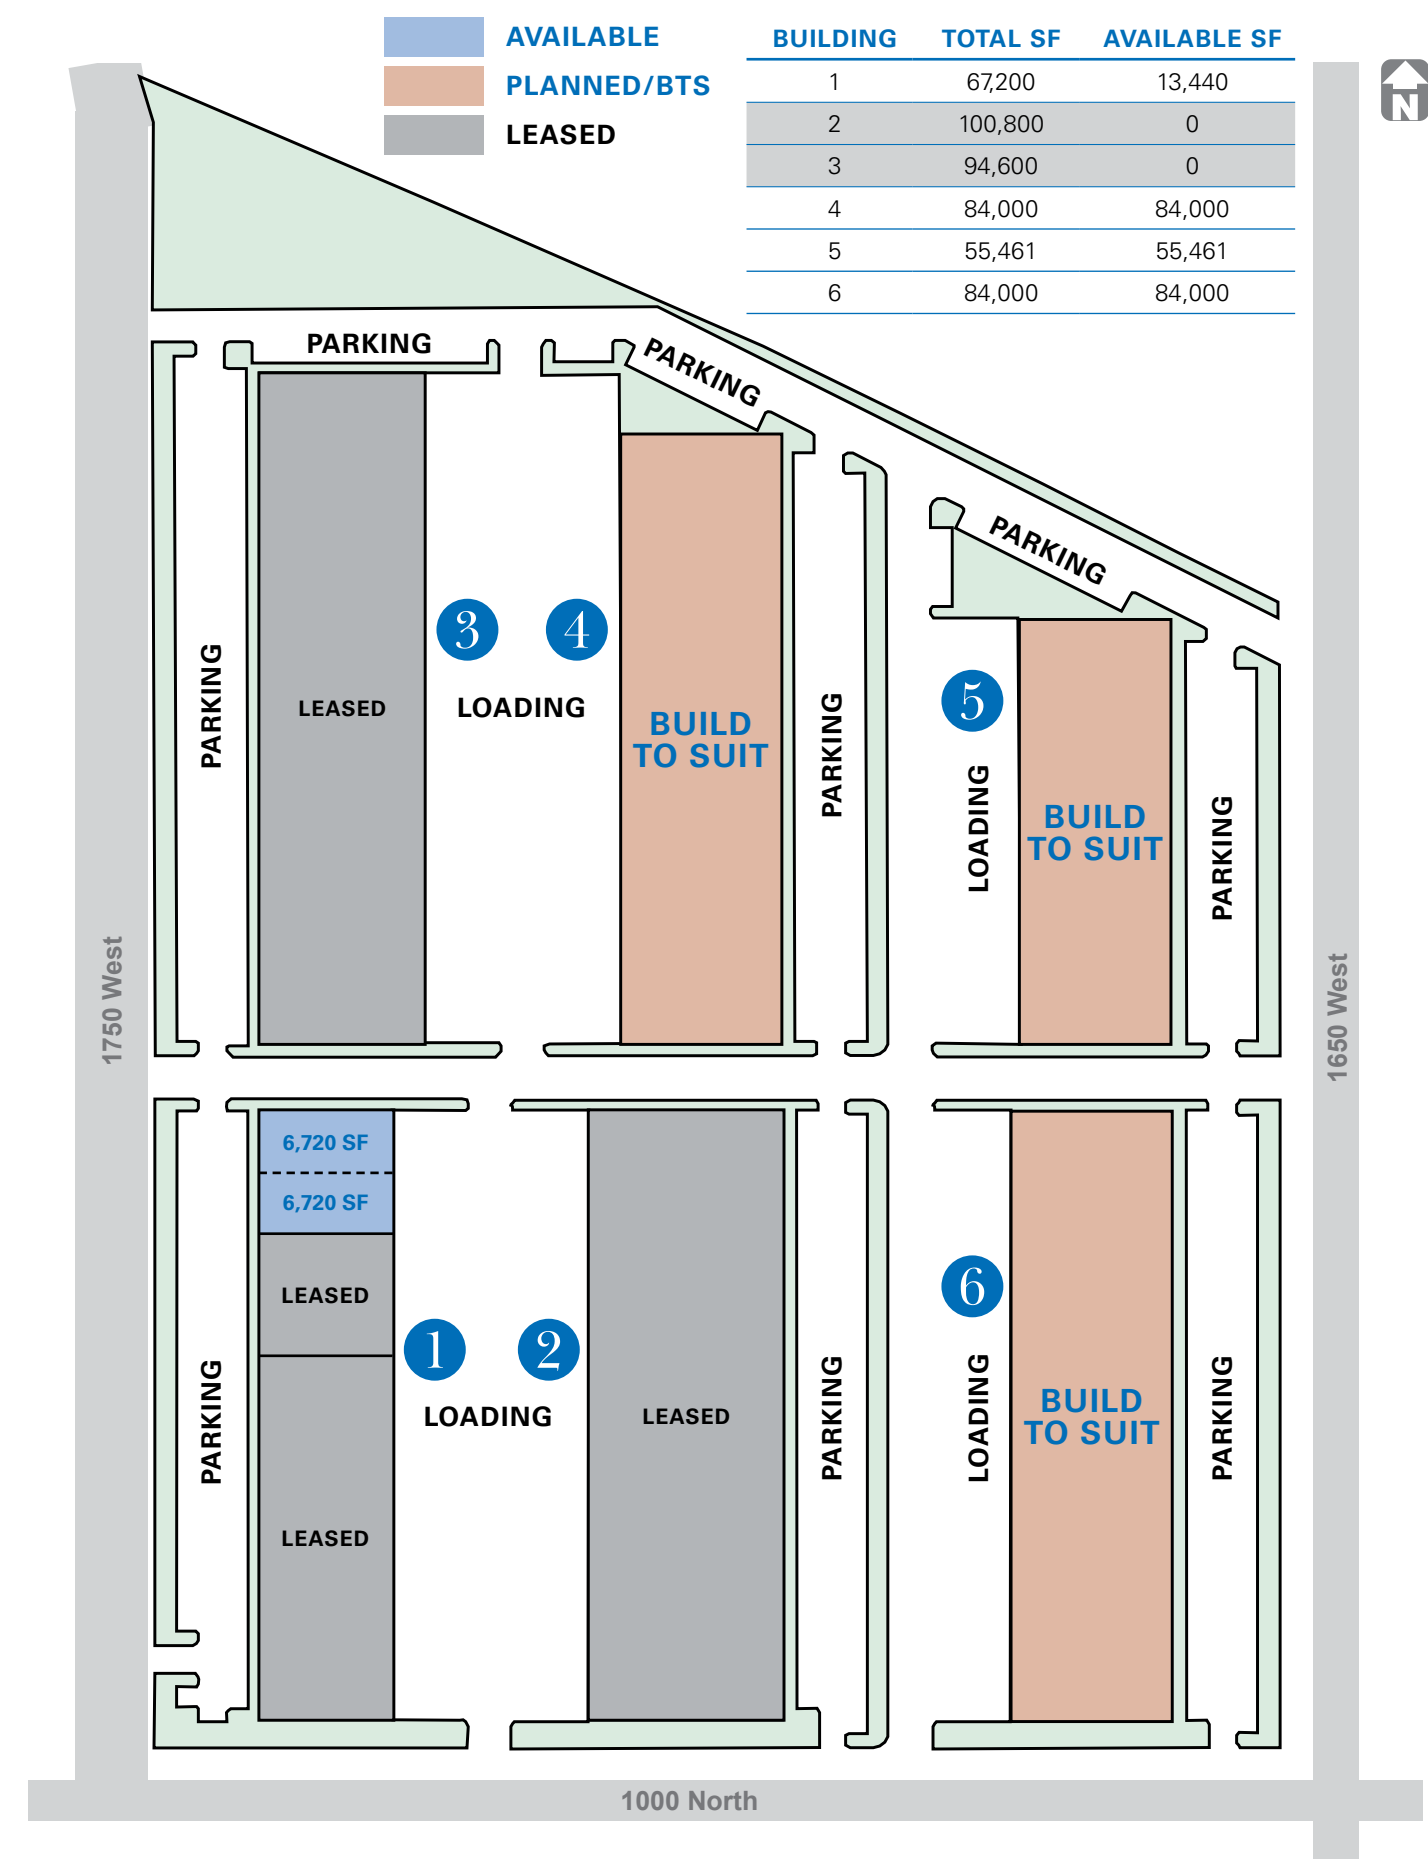 AVAILABLE
PLANNED/BTS
LEASED
BUILDING TOTAL SF AVAILABLE SF
1 67,200 13,440
2 100,800 0
3 94,600 0
4 84,000 84,000
5 55,461 55,461
6 84,000 84,000
N
PARKING
PARKING
PARKING
3
4
5
PARKING
LEASED
LOADING
BUILD
TO SUIT
PARKING
LOADING
BUILD
TO SUIT
PARKING
1750 West
1650 West
6,720 SF
6,720 SF
LEASED
1
2
6
PARKING
LOADING
LEASED
PARKING
LOADING
BUILD
TO SUIT
PARKING
LEASED
1000 North